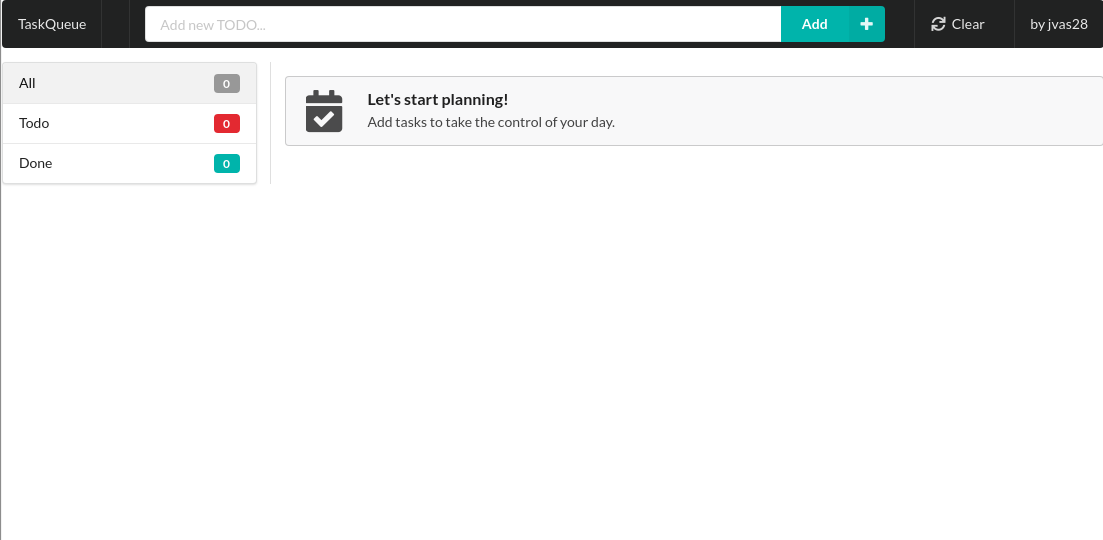 TaskQueue
Add new TODO...
Add
Clear
by jvas28
All 0
Todo 0
Done 0
Let's start planning!
Add tasks to take the control of your day.